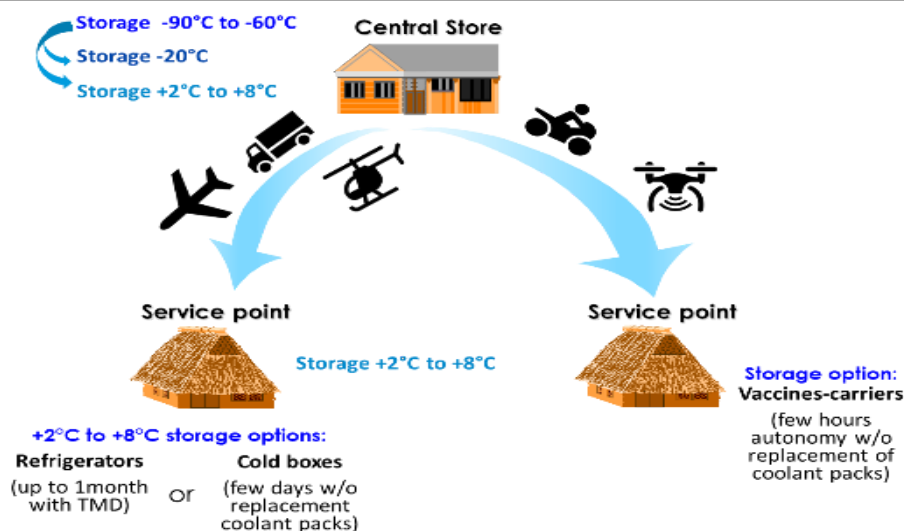 Storage -90°C to -60°C
Central Store
Storage -20°C
Storage +2°C to +8°C
Service point
Service point
Storage +2°C to +8°C
+2°C to +8°C storage options:
Refrigerators
(up to 1month
with TMD)
or
Cold boxes
(few days w/o
replacement
coolant packs)
Storage option:
Vaccines-carriers
(few hours
autonomy w/o
replacement of
coolant packs)